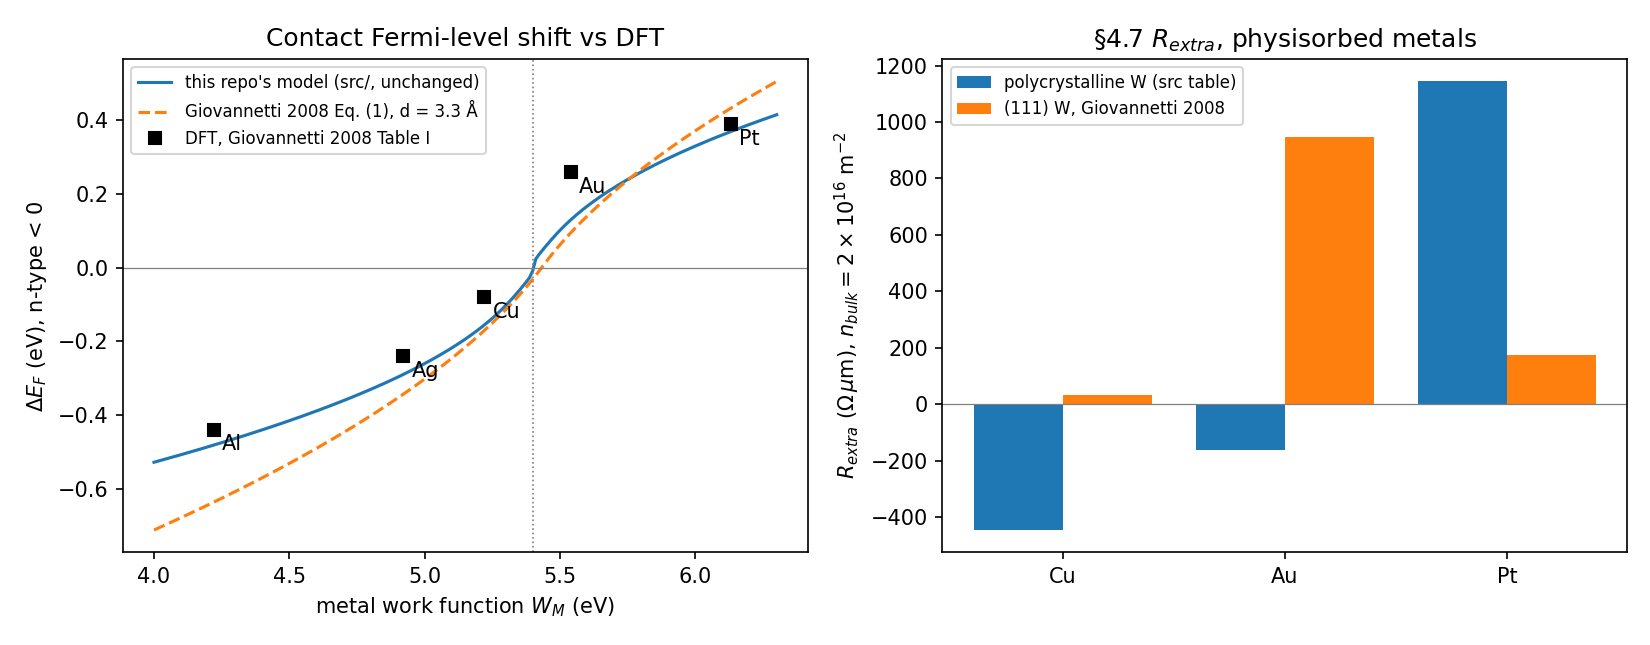 Contact Fermi-level shift vs DFT
this repo's model (src/, unchanged)
Giovannetti 2008 Eq. (1), d = 3.3 Å
DFT, Giovannetti 2008 Table I
ΔE_F (eV), n-type < 0
0.4
0.2
0.0
−0.2
−0.4
−0.6
Al
Ag
Cu
Au
Pt
4.0 4.5 5.0 5.5 6.0
metal work function W_M (eV)
§4.7 R_extra, physisorbed metals
polycrystalline W (src table)
(111) W, Giovannetti 2008
R_extra (Ω μm), n_bulk = 2 × 10^16 m^−2
1200
1000
800
600
400
200
0
−200
−400
Cu Au Pt